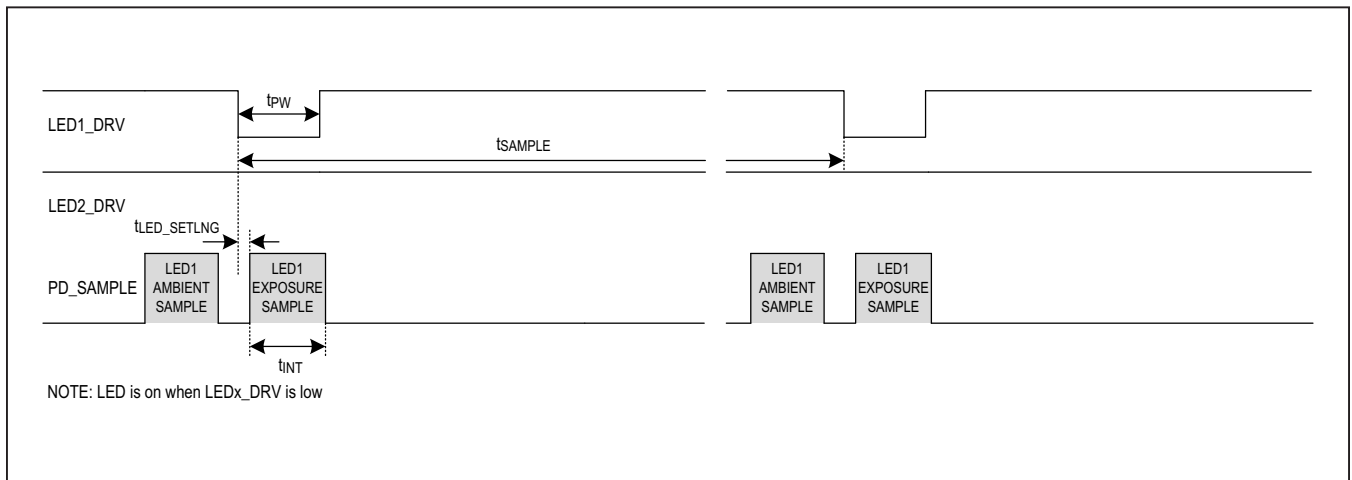 tPW
LED1_DRV
tSAMPLE
LED2_DRV
tLED_SETLNG
PD_SAMPLE
LED1
AMBIENT
SAMPLE
LED1
EXPOSURE
SAMPLE
LED1
AMBIENT
SAMPLE
LED1
EXPOSURE
SAMPLE
tINT
NOTE: LED is on when LEDx_DRV is low